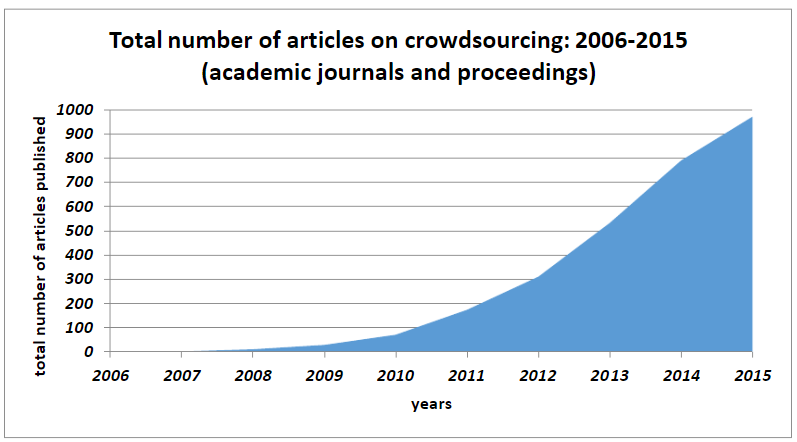 Total number of articles on crowdsourcing: 2006-2015
(academic journals and proceedings)
total number of articles published
1000
900
800
700
600
500
400
300
200
100
0
2006 2007 2008 2009 2010 2011 2012 2013 2014 2015
years